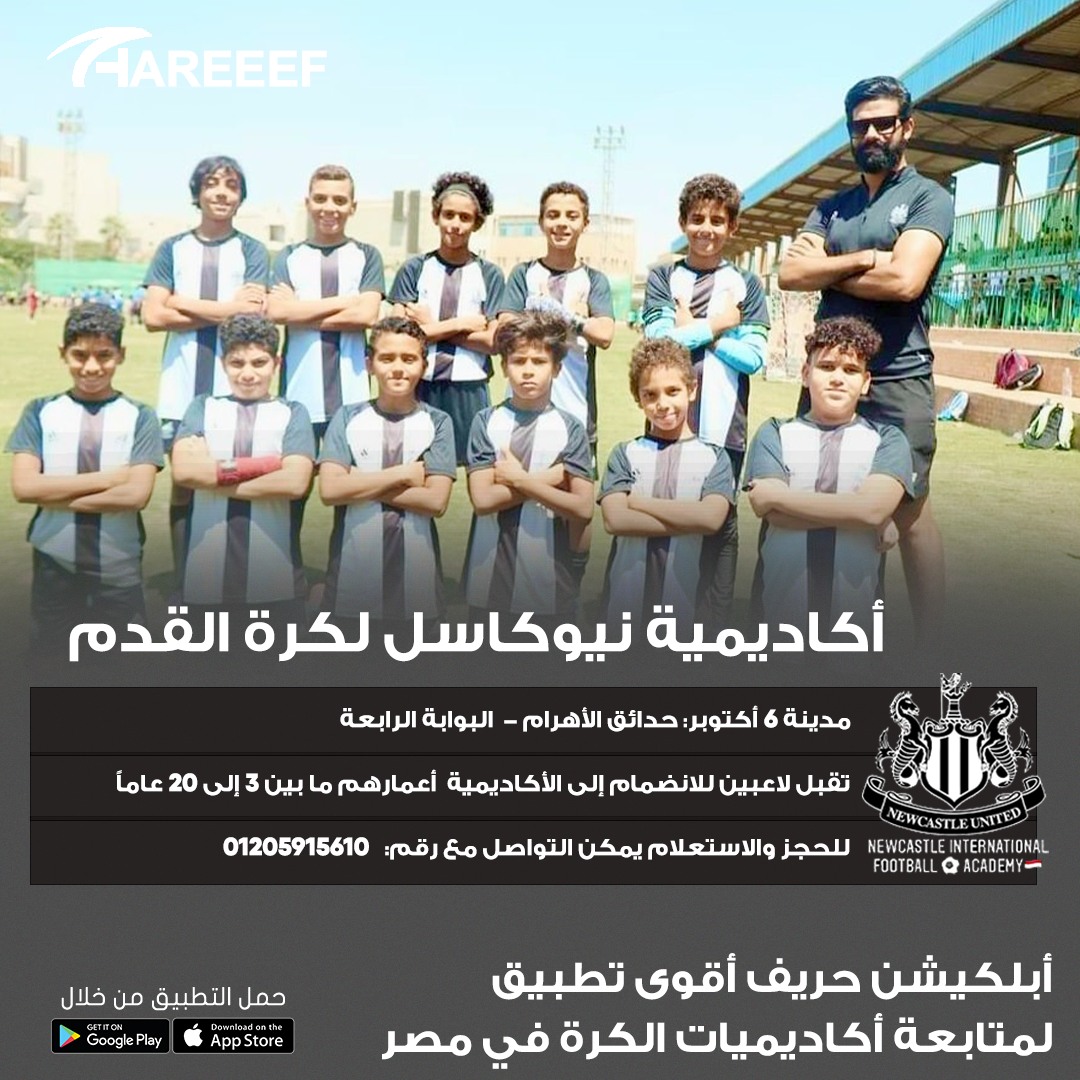 HAREEEF
أكاديمية نيوكاسل لكرة القدم
مدينة 6 أكتوبر: حدائق الأهرام - البوابة الرابعة
تقبل لاعبين للانضمام إلى الأكاديمية أعمارهم ما بين 3 إلى 20 عاماً
للحجز والاستعلام يمكن التواصل مع رقم: 01205915610
NEWCASTLE UNITED
NEWCASTLE INTERNATIONAL
FOOTBALL ACADEMY
أبلكيشن حريف أقوى تطبيق
لمتابعة أكاديميات الكرة في مصر
حمل التطبيق من خلال
GET IT ON
Google Play
Download on the
App Store